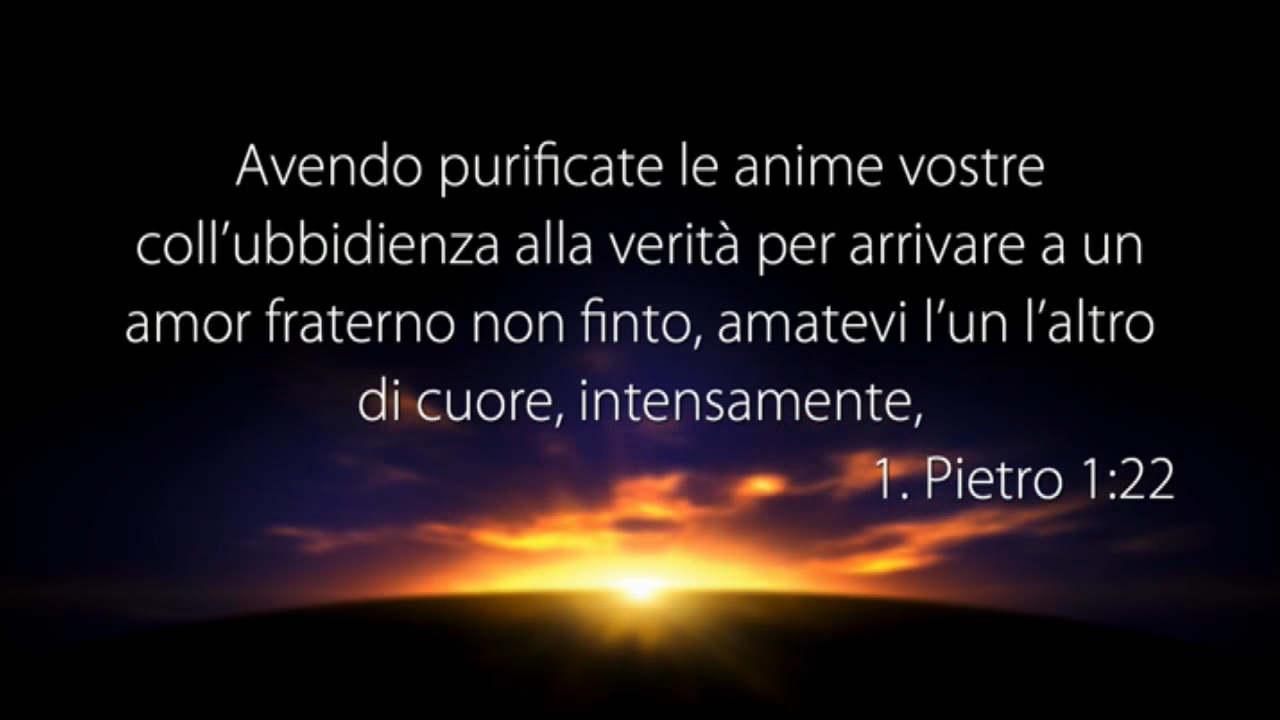 Avendo purificate le anime vostre
coll’ubbidienza alla verità per arrivare a un
amor fraterno non finto, amatevi l’un l’altro
di cuore, intensamente,
1. Pietro 1:22